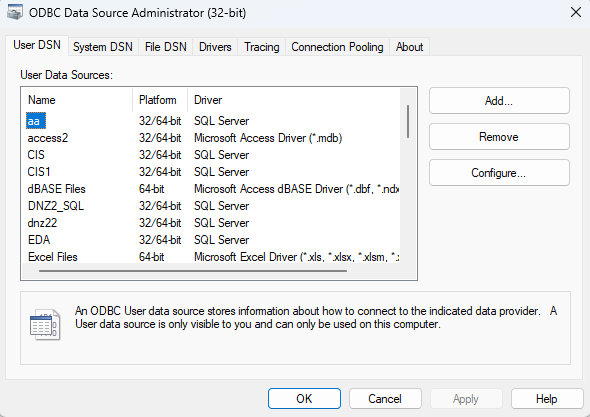 ODBC Data Source Administrator (32-bit)
User DSN System DSN File DSN Drivers Tracing Connection Pooling About
User Data Sources:
Name Platform Driver
aa 32/64-bit SQL Server
access2 32/64-bit Microsoft Access Driver (*.mdb)
CIS 32/64-bit SQL Server
CIS1 32/64-bit SQL Server
dBASE Files 64-bit Microsoft Access dBASE Driver (*.dbf, *.ndx
DNZ2_SQL 32/64-bit SQL Server
dnz22 32/64-bit SQL Server
EDA 32/64-bit SQL Server
Excel Files 64-bit Microsoft Excel Driver (*.xls, *.xlsx, *.xlsm, *.x
Add...
Remove
Configure...
An ODBC User data source stores information about how to connect to the indicated data provider. A
User data source is only visible to you and can only be used on this computer.
OK Cancel Apply Help